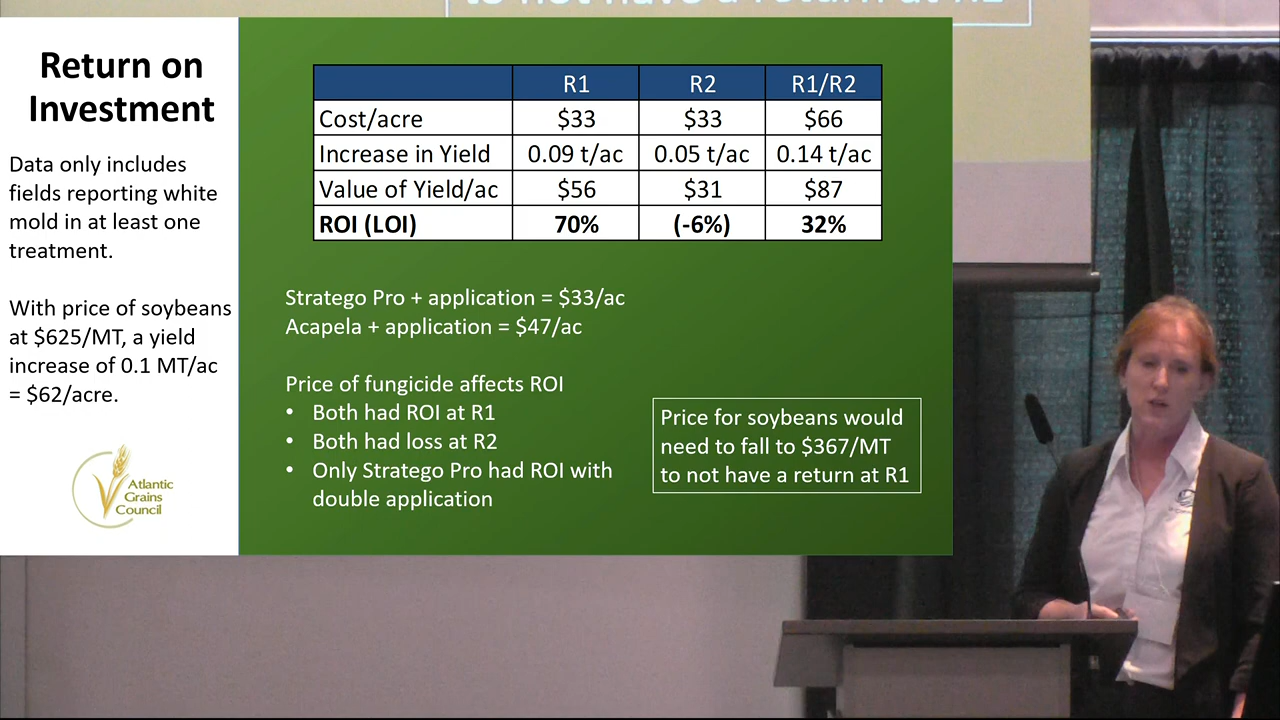 to not have a return at R1
Return on
Investment
Data only includes
fields reporting white
mold in at least one
treatment.
With price of soybeans
at $625/MT, a yield
increase of 0.1 MT/ac
= $62/acre.
Atlantic
Grains
Council
R1 R2 R1/R2
Cost/acre $33 $33 $66
Increase in Yield 0.09 t/ac 0.05 t/ac 0.14 t/ac
Value of Yield/ac $56 $31 $87
ROI (LOI) 70% (-6%) 32%
Stratego Pro + application = $33/ac
Acapela + application = $47/ac
Price of fungicide affects ROI
• Both had ROI at R1
• Both had loss at R2
• Only Stratego Pro had ROI with
double application
Price for soybeans would
need to fall to $367/MT
to not have a return at R1